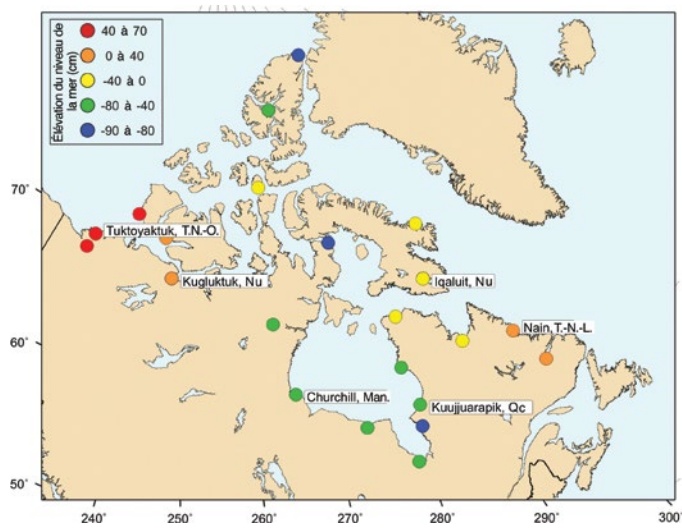 Élévation du niveau de
la mer (cm)
40 à 70
0 à 40
-40 à 0
-80 à -40
-90 à -80
70°
60°
50°
Tuktoyaktuk, T.N.-O.
Kugluktuk, Nu
Iqaluit, Nu
Nain,T.-N.-L.
Churchill, Man.
Kuujjuarapik, Qc
240°
250°
260°
270°
280°
290°
300°